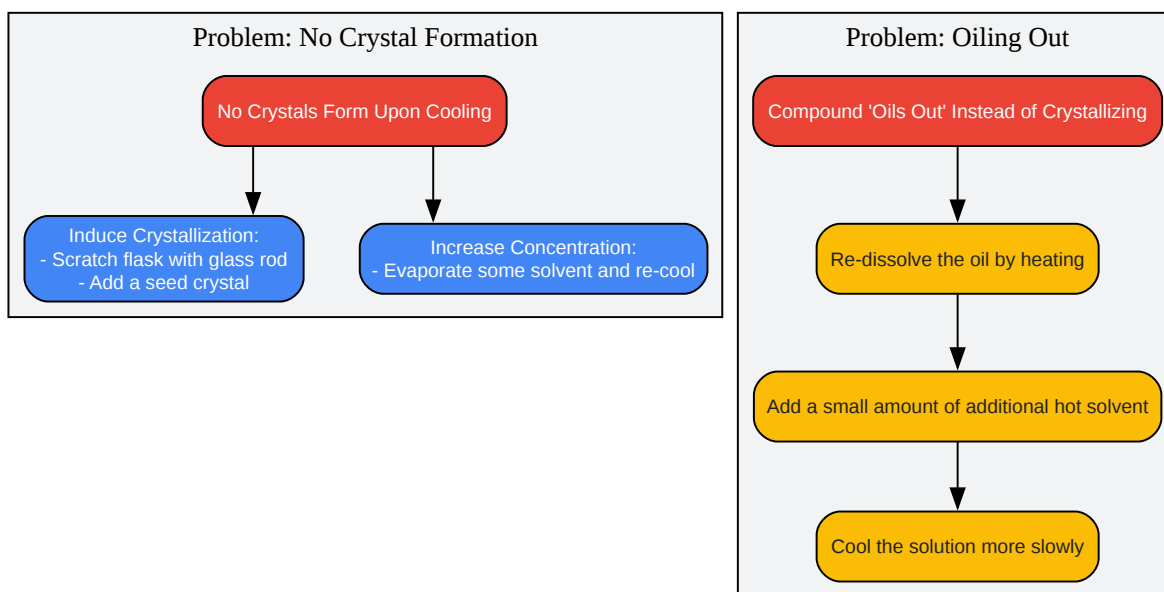 Problem: No Crystal Formation
No Crystals Form Upon Cooling
Induce Crystallization:
- Scratch flask with glass rod
- Add a seed crystal
Increase Concentration:
- Evaporate some solvent and re-cool
Problem: Oiling Out
Compound 'Oils Out' Instead of Crystallizing
Re-dissolve the oil by heating
Add a small amount of additional hot solvent
Cool the solution more slowly